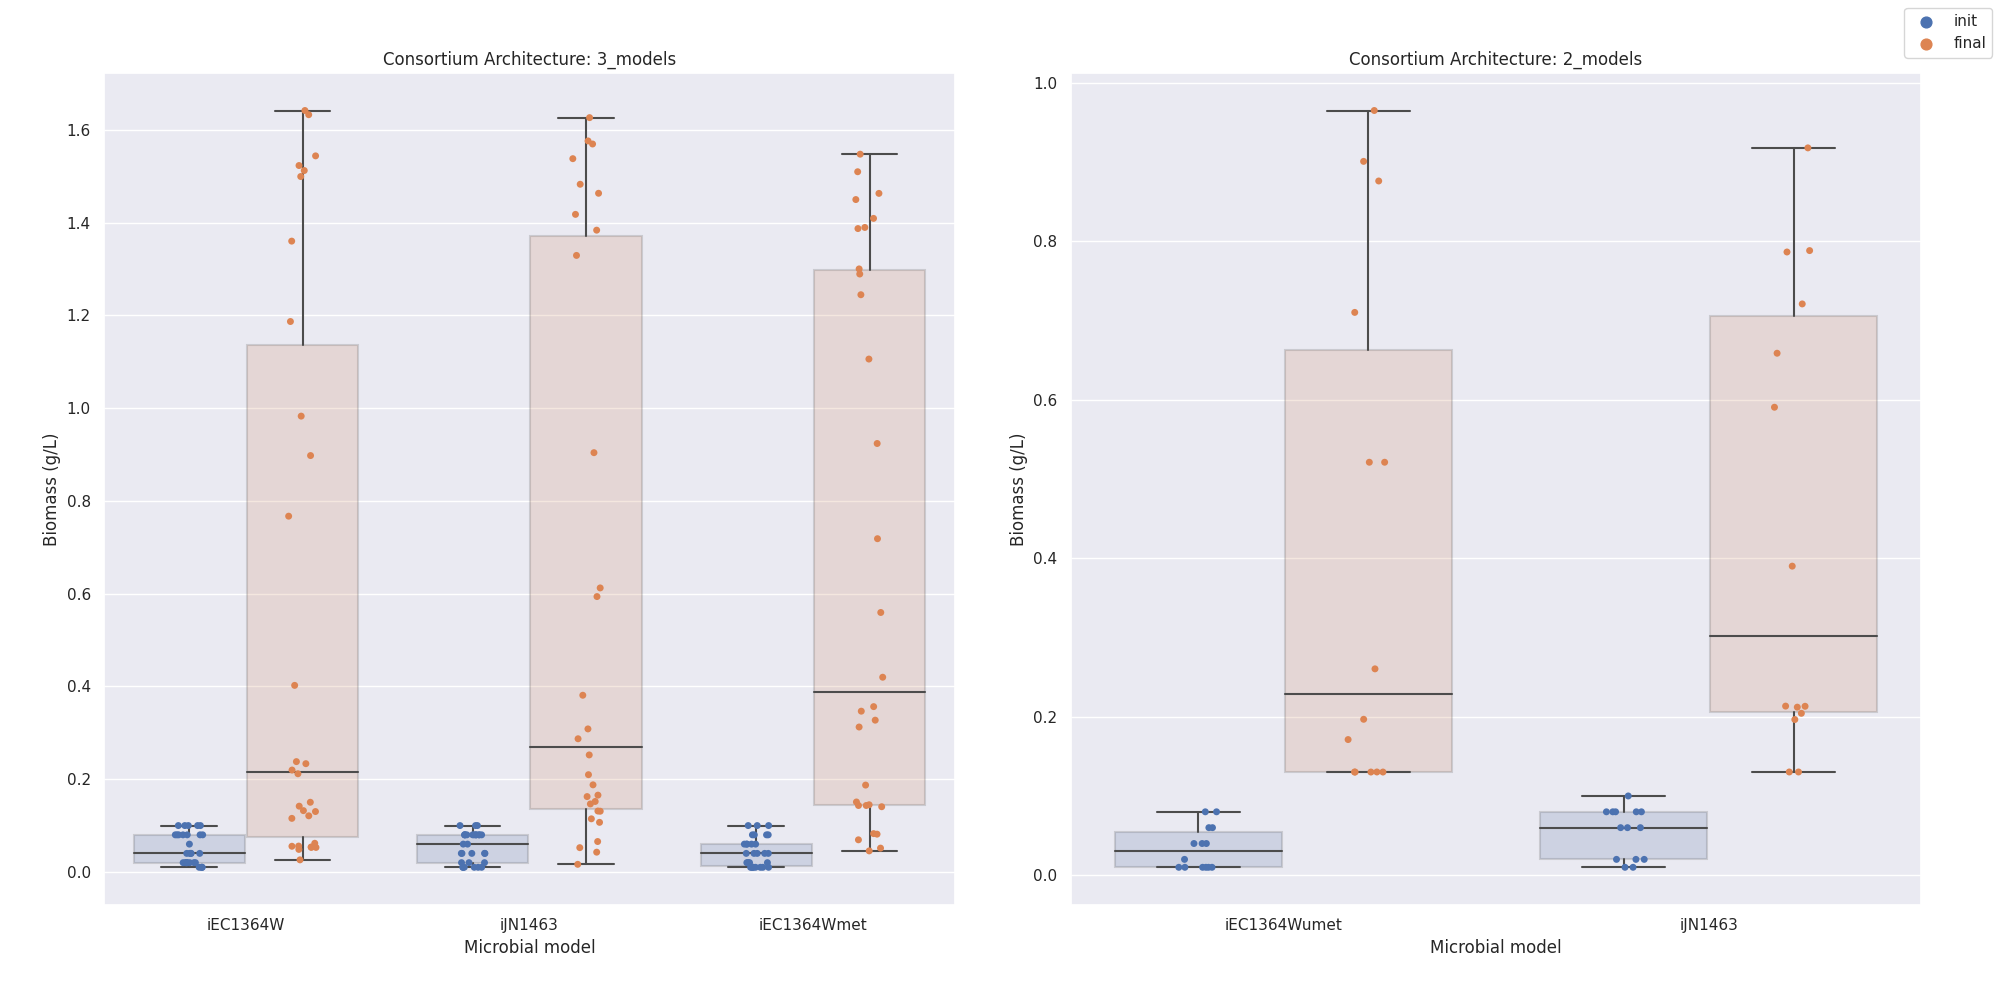 init
final
Consortium Architecture: 3_models
Consortium Architecture: 2_models
Biomass (g/L)
1.6
1.4
1.2
1.0
0.8
0.6
0.4
0.2
0.0
iEC1364W
iJN1463
iEC1364Wmet
Microbial model
Biomass (g/L)
1.0
0.8
0.6
0.4
0.2
0.0
iEC1364Wumet
iJN1463
Microbial model